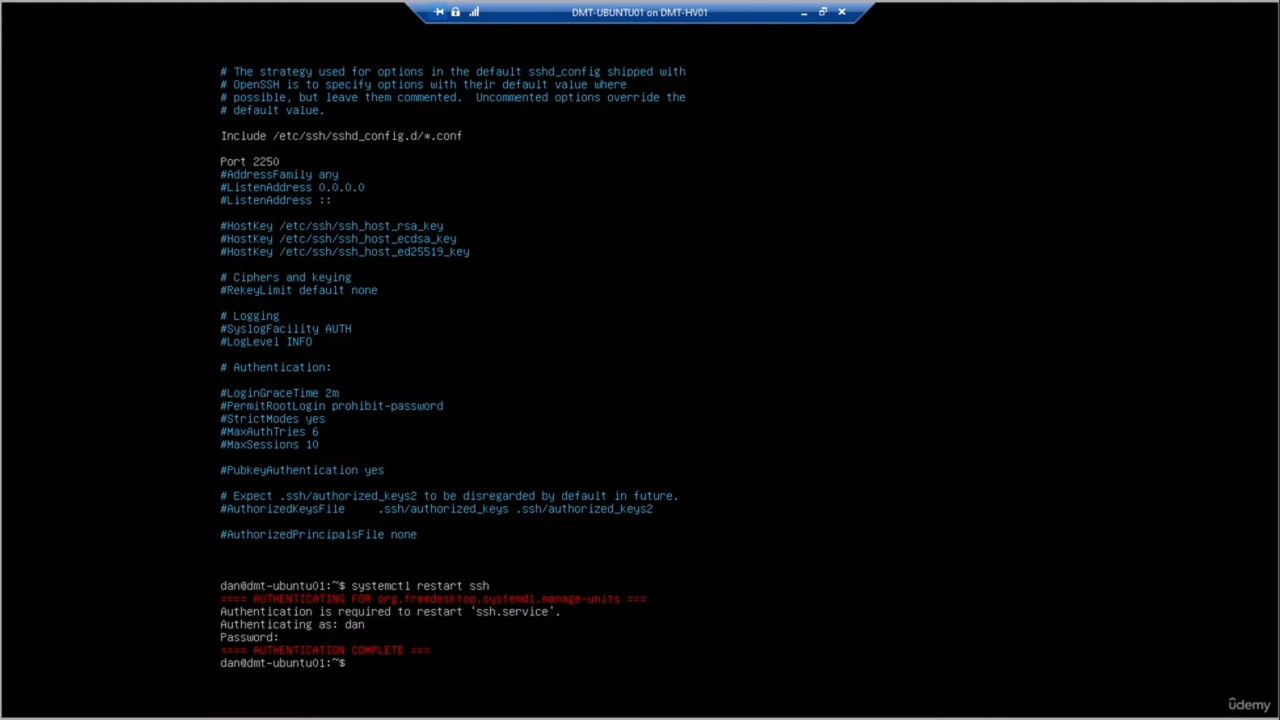 DMT-UBUNTU01 on DMT-HV01
# The strategy used for options in the default sshd_config shipped with
# OpenSSH is to specify options with their default value where
# possible, but leave them commented.  Uncommented options override the
# default value.
Include /etc/ssh/sshd_config.d/*.conf
Port 2250
#AddressFamily any
#ListenAddress 0.0.0.0
#ListenAddress ::
#HostKey /etc/ssh/ssh_host_rsa_key
#HostKey /etc/ssh/ssh_host_ecdsa_key
#HostKey /etc/ssh/ssh_host_ed25519_key
# Ciphers and keying
#RekeyLimit default none
# Logging
#SyslogFacility AUTH
#LogLevel INFO
# Authentication:
#LoginGraceTime 2m
#PermitRootLogin prohibit-password
#StrictModes yes
#MaxAuthTries 6
#MaxSessions 10
#PubkeyAuthentication yes
# Expect .ssh/authorized_keys2 to be disregarded by default in future.
#AuthorizedKeysFile     .ssh/authorized_keys .ssh/authorized_keys2
#AuthorizedPrincipalsFile none
dan@dmt-ubuntu01:~$ systemctl restart ssh
==== AUTHENTICATING FOR org.freedesktop.systemd1.manage-units ===
Authentication is required to restart 'ssh.service'.
Authenticating as: dan
Password:
==== AUTHENTICATION COMPLETE ===
dan@dmt-ubuntu01:~$
udemy